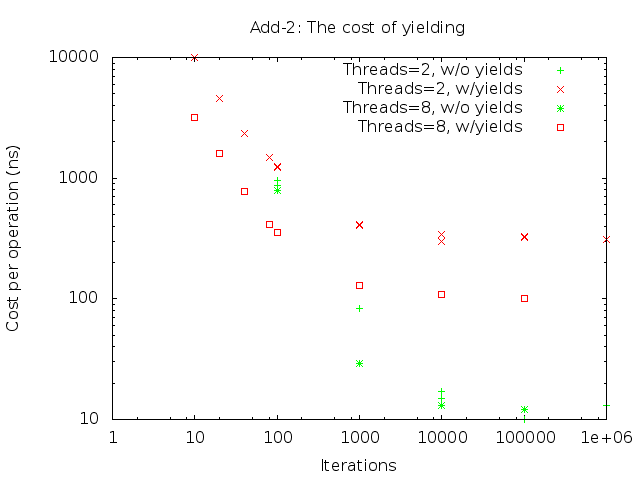 Add-2: The cost of yielding
Threads=2, w/o yields
Threads=2, w/yields
Threads=8, w/o yields
Threads=8, w/yields
Cost per operation (ns)
10000
1000
100
10
1 10 100 1000 10000 100000 1e+06
Iterations